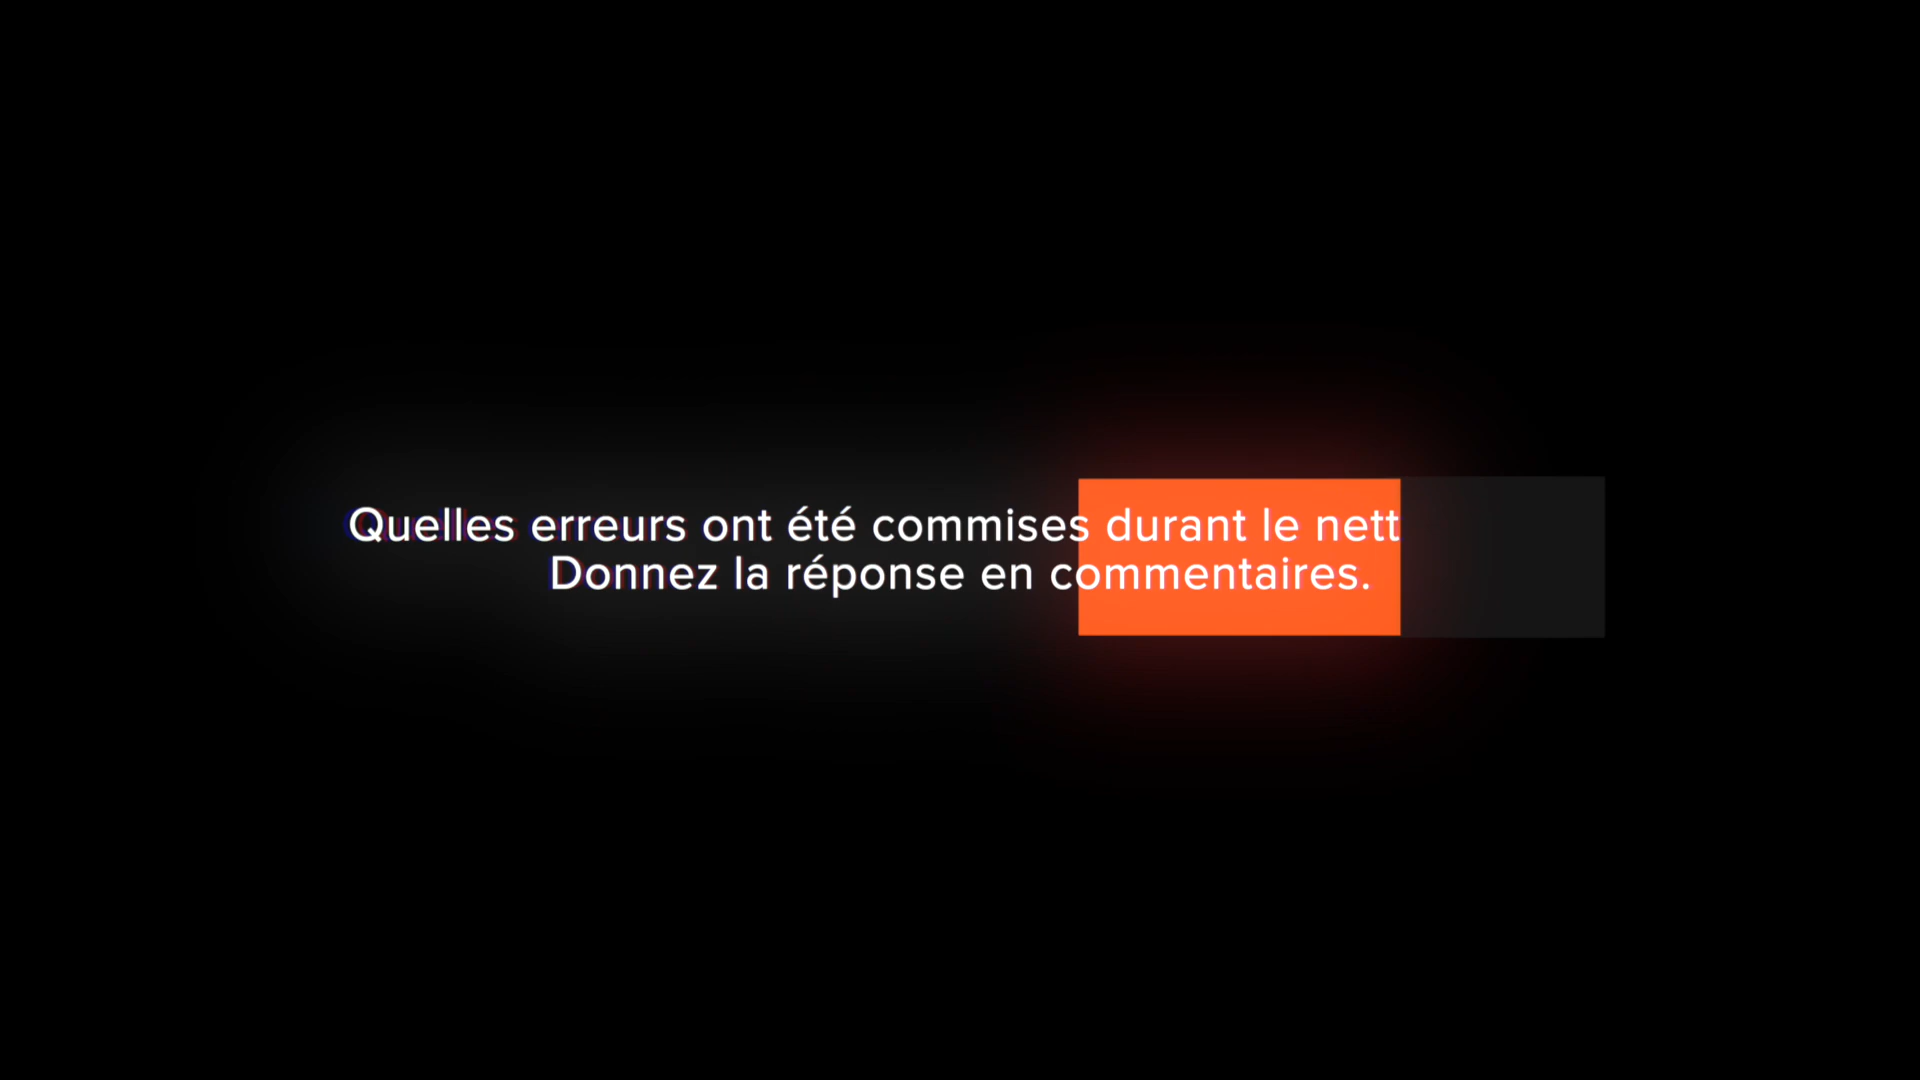 Quelles erreurs ont été commises durant le nett
Donnez la réponse en commentaires.